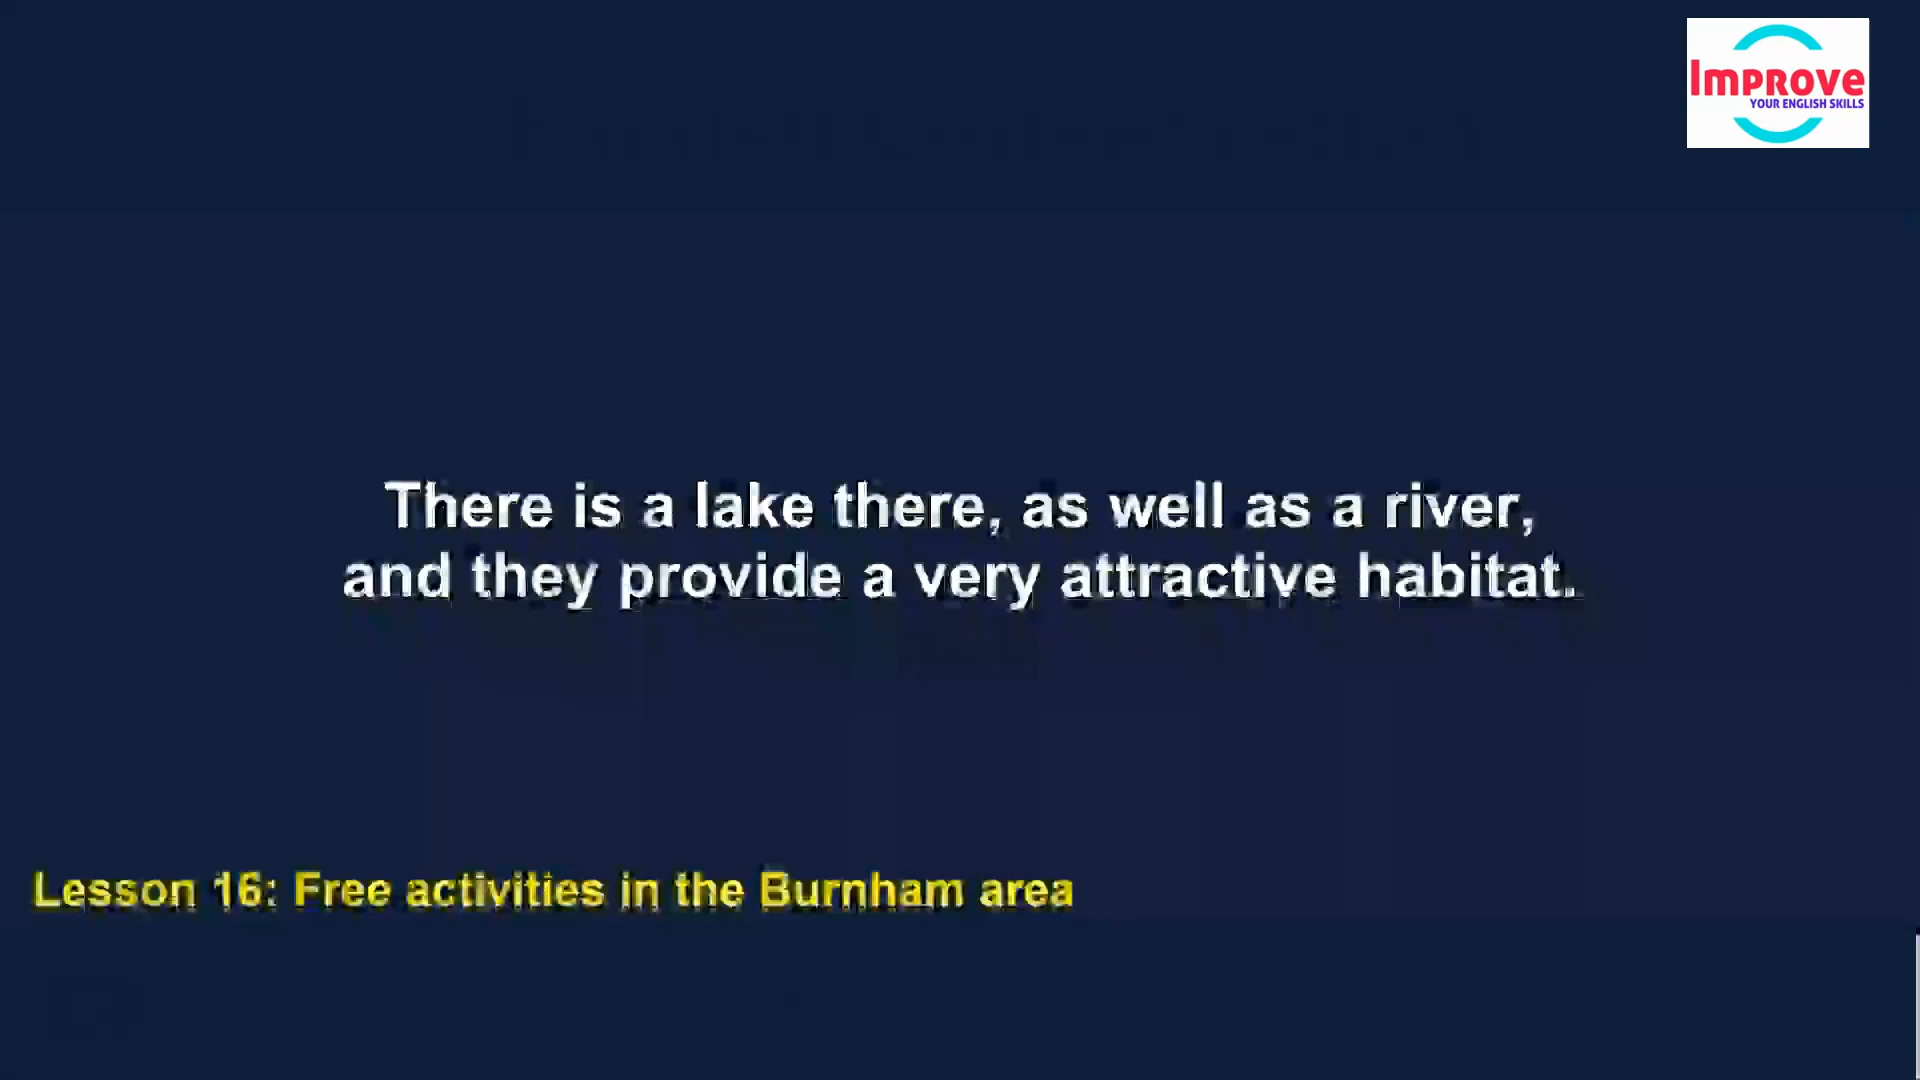 Improve
YOUR ENGLISH SKILLS
There is a lake there, as well as a river,
and they provide a very attractive habitat.
Lesson 16: Free activities in the Burnham area